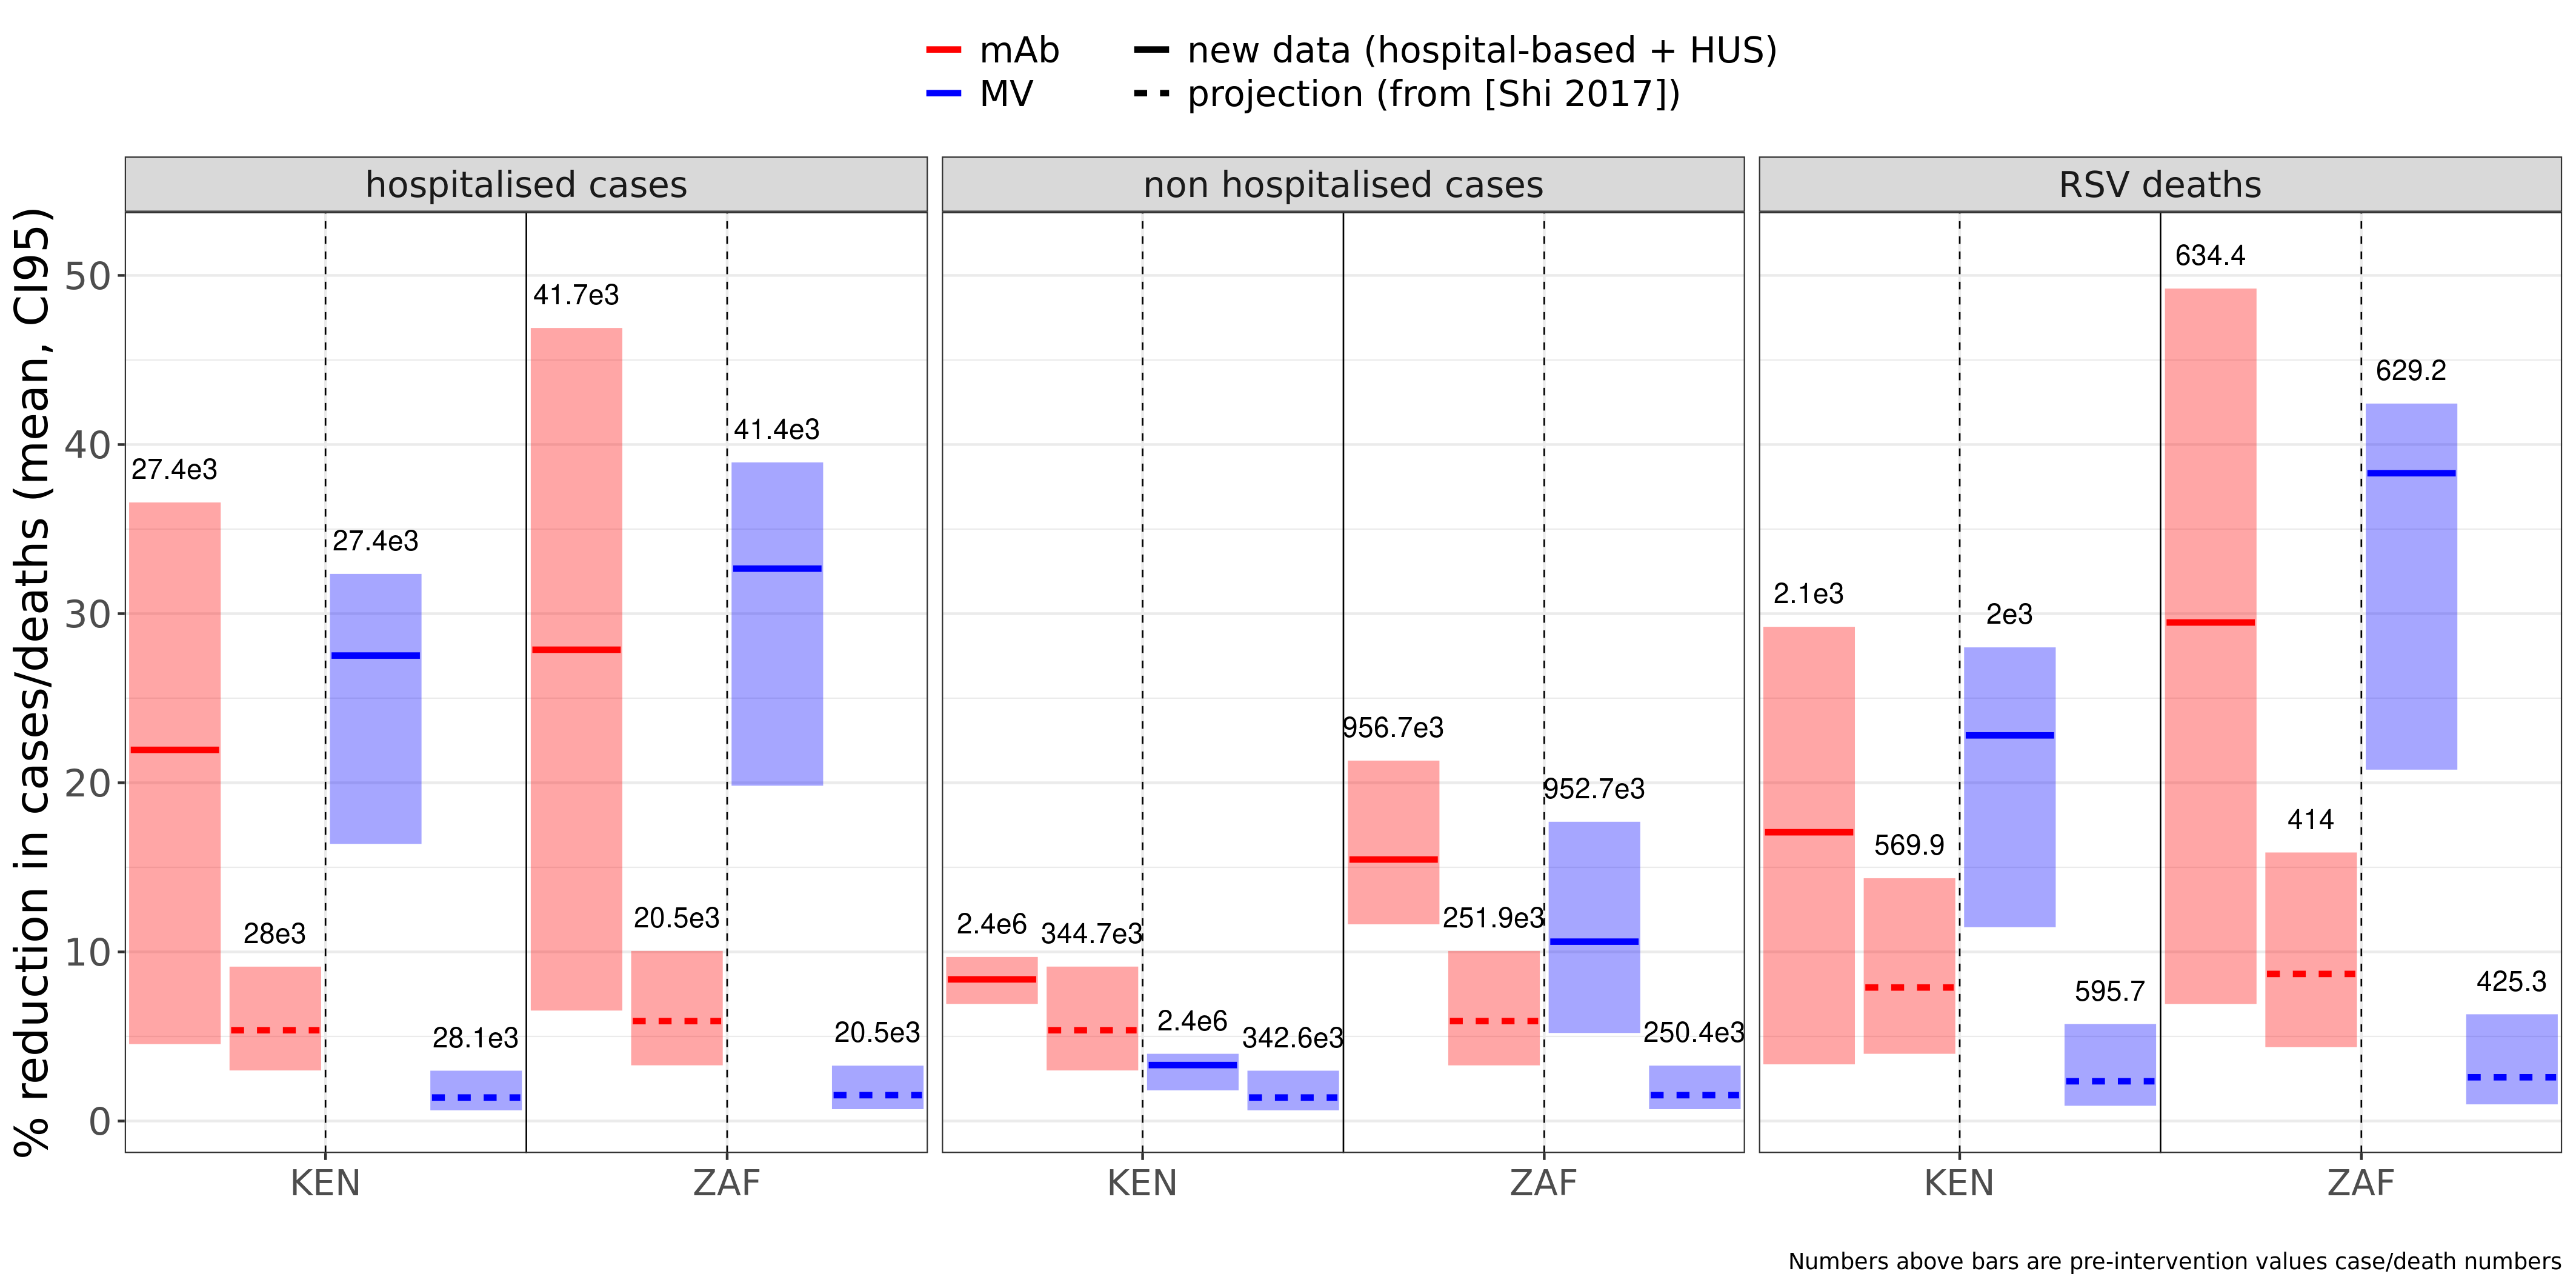 mAb
new data (hospital-based + HUS)
MV
projection (from [Shi 2017])
hospitalised cases
non hospitalised cases
RSV deaths
% reduction in cases/deaths (mean, CI95)
50
40
30
20
10
0
27.4e3
28e3
27.4e3
28.1e3
41.7e3
20.5e3
41.4e3
20.5e3
2.4e6
344.7e3
2.4e6
342.6e3
956.7e3
251.9e3
952.7e3
250.4e3
2.1e3
569.9
2e3
595.7
634.4
414
629.2
425.3
KEN
ZAF
KEN
ZAF
KEN
ZAF
Numbers above bars are pre-intervention values case/death numbers